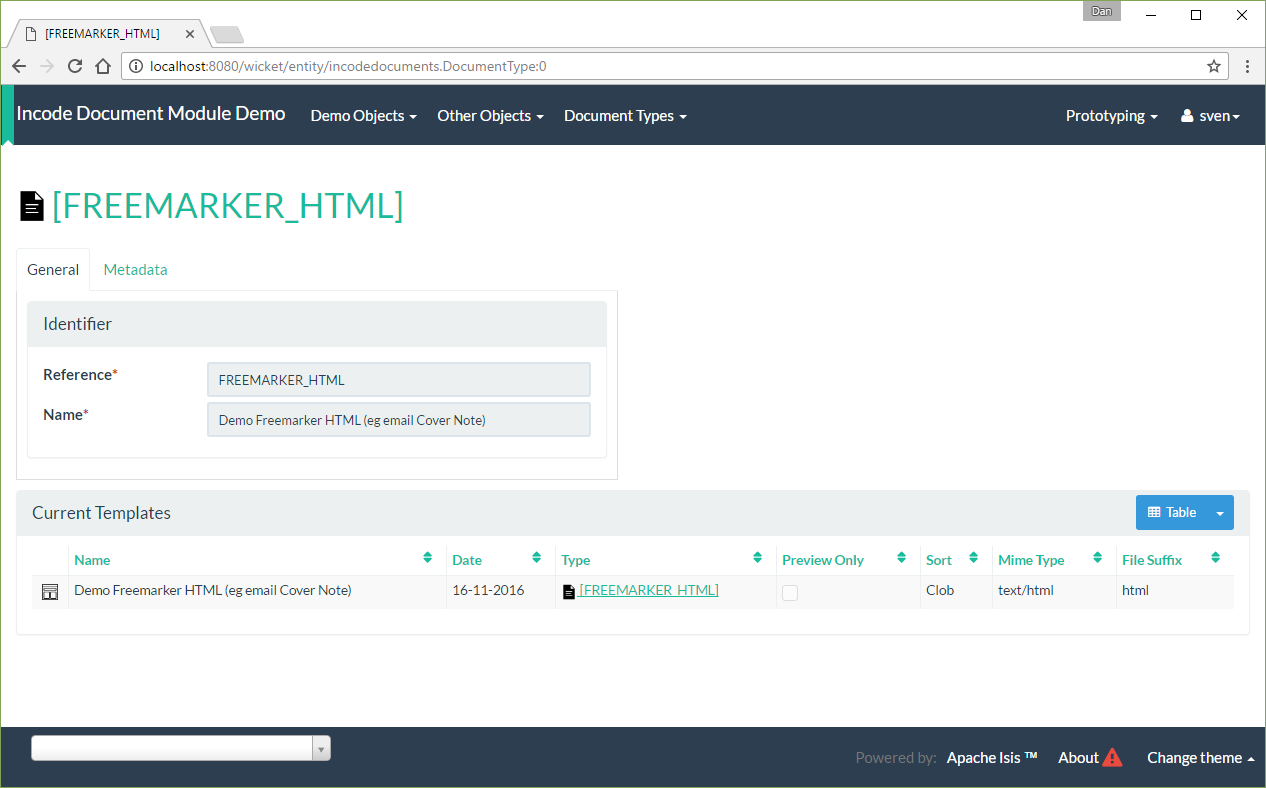 Dan
[FREEMARKER_HTML]
localhost:8080/wicket/entity/incodedocuments.DocumentType:0
Incode Document Module Demo Demo Objects Other Objects Document Types Prototyping sven
[FREEMARKER_HTML]
General Metadata
Identifier
Reference* FREEMARKER_HTML
Name* Demo Freemarker HTML (eg email Cover Note)
Current Templates Table
Name Date Type Preview Only Sort Mime Type File Suffix
Demo Freemarker HTML (eg email Cover Note) 16-11-2016 [FREEMARKER_HTML] Clob text/html html
Powered by: Apache Isis ™ About Change theme